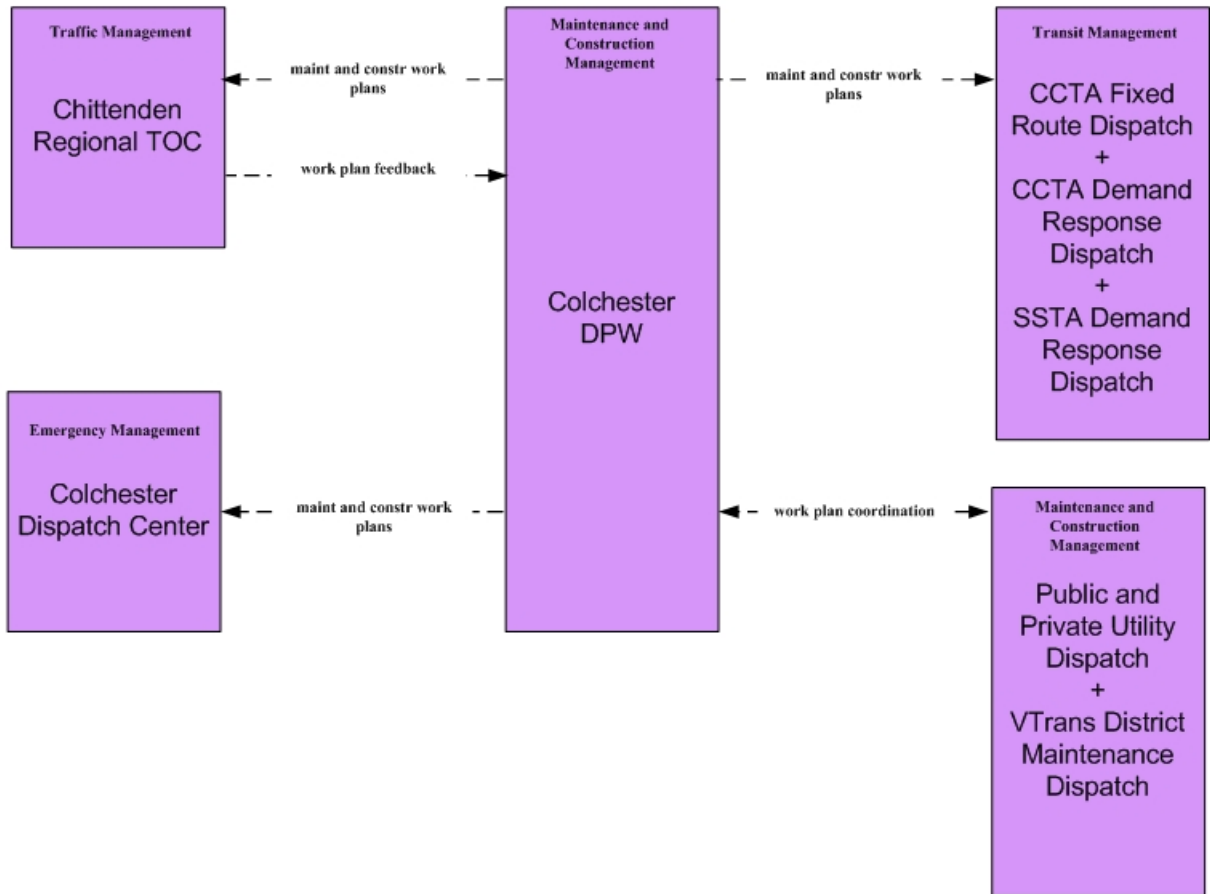 Traffic Management
Chittenden
Regional TOC
maint and constr work
plans
work plan feedback
Maintenance and
Construction
Management
Colchester
DPW
maint and constr work
plans
Transit Management
CCTA Fixed
Route Dispatch
+
CCTA Demand
Response
Dispatch
+
SSTA Demand
Response
Dispatch
Emergency Management
Colchester
Dispatch Center
maint and constr work
plans
work plan coordination
Maintenance and
Construction
Management
Public and
Private Utility
Dispatch
+
VTrans District
Maintenance
Dispatch